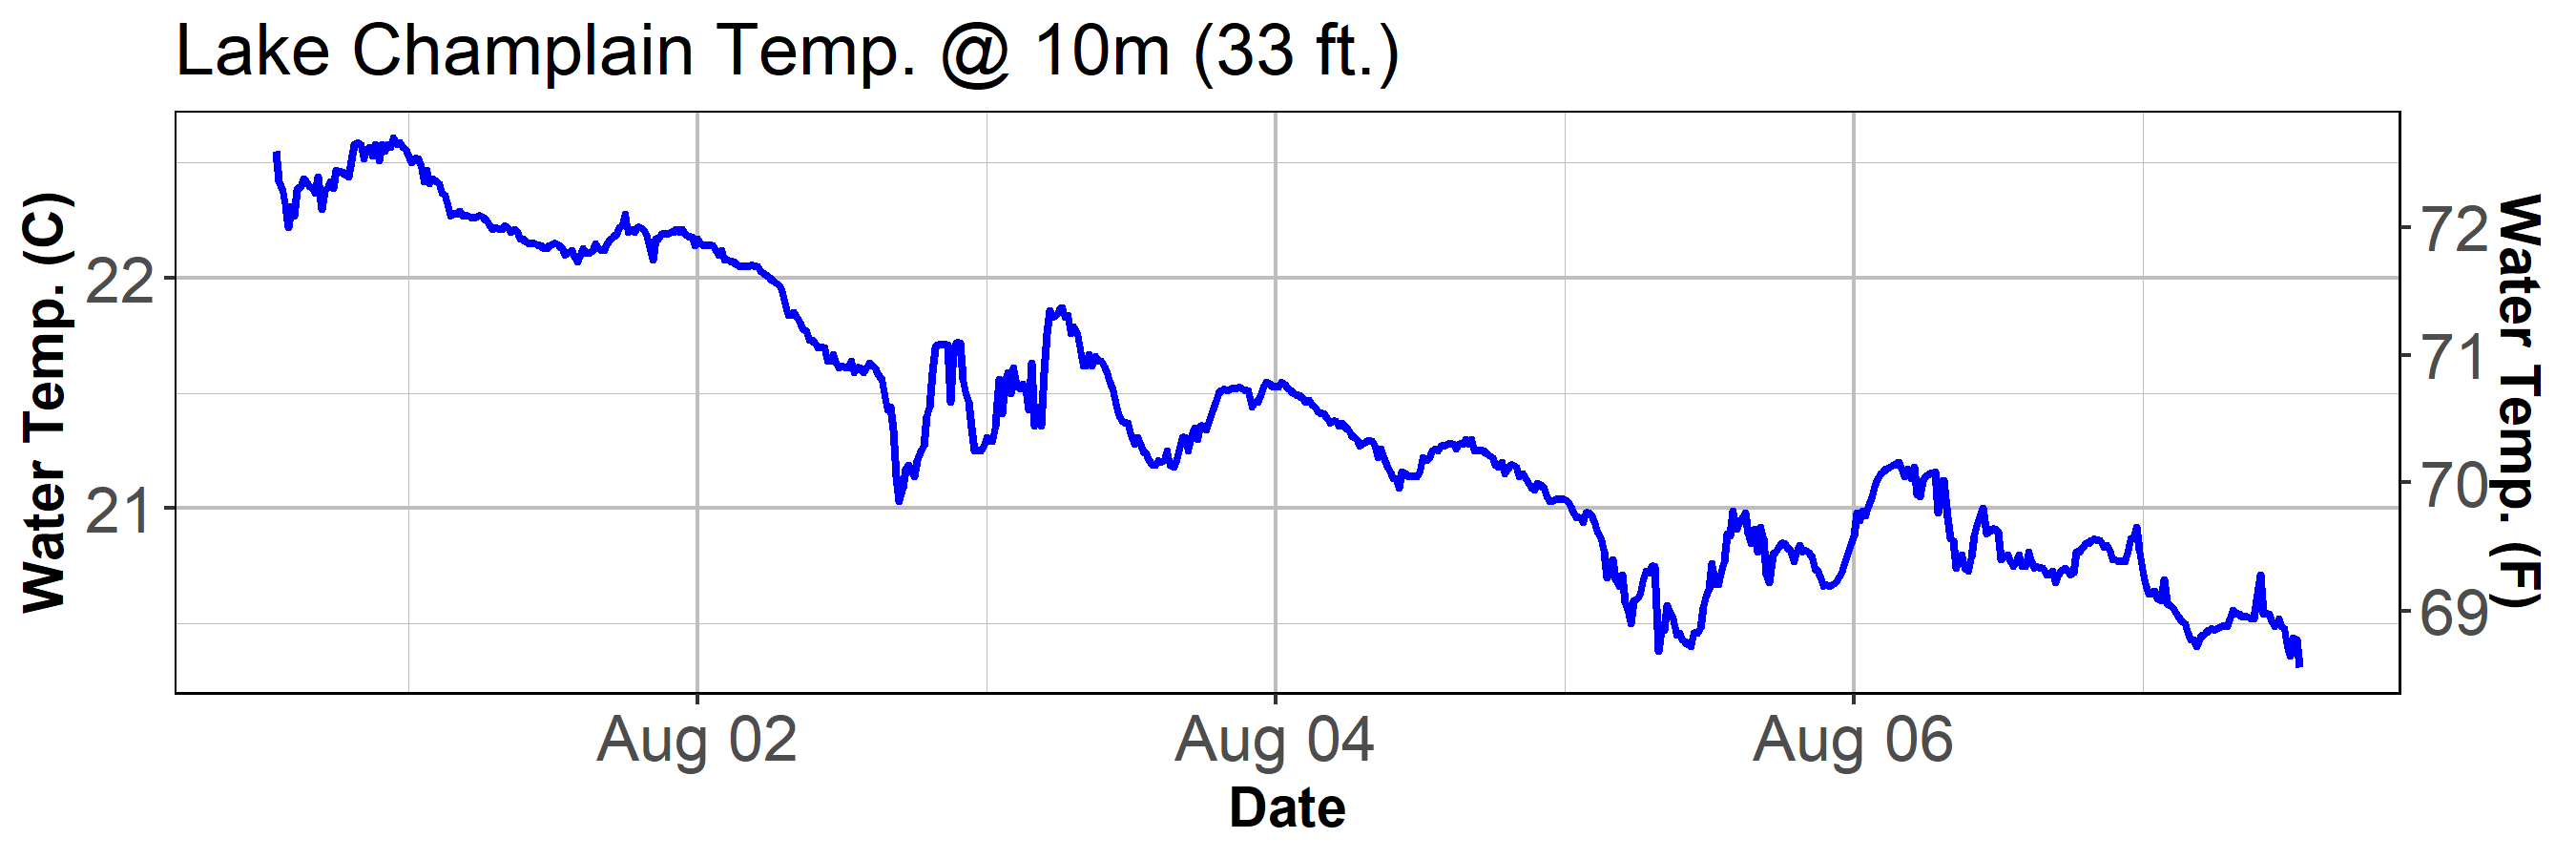 Lake Champlain Temp. @ 10m (33 ft.)
Water Temp. (C)
22
21
72
71
70
69
Water Temp. (F)
Aug 02
Aug 04
Aug 06
Date